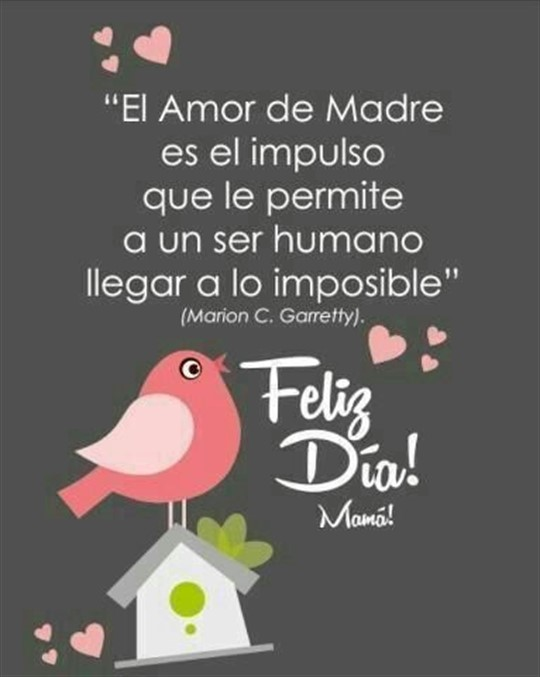 “El Amor de Madre
es el impulso
que le permite
a un ser humano
llegar a lo imposible”
(Marion C. Garretty).
Feliz
Día!
Mamá!